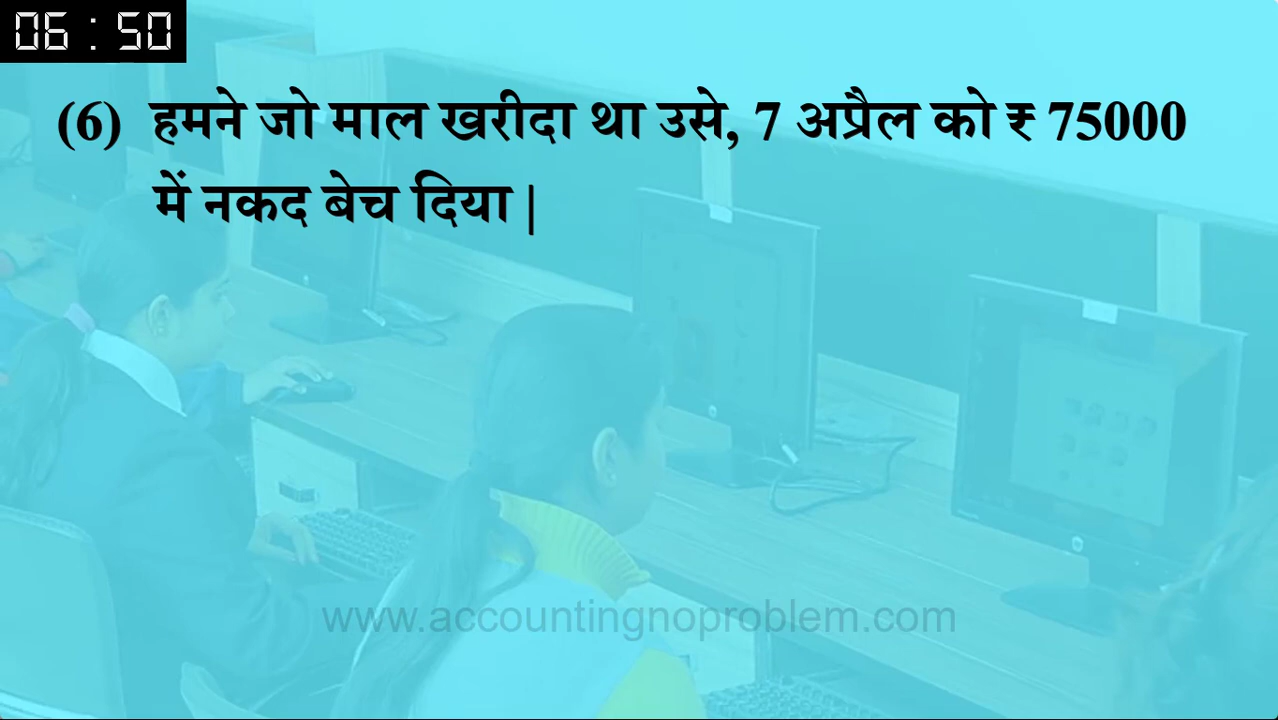 06 : 50
(6) हमने जो माल खरीदा था उसे, 7 अप्रैल को ₹ 75000
में नकद बेच दिया |
www.accountingnoproblem.com